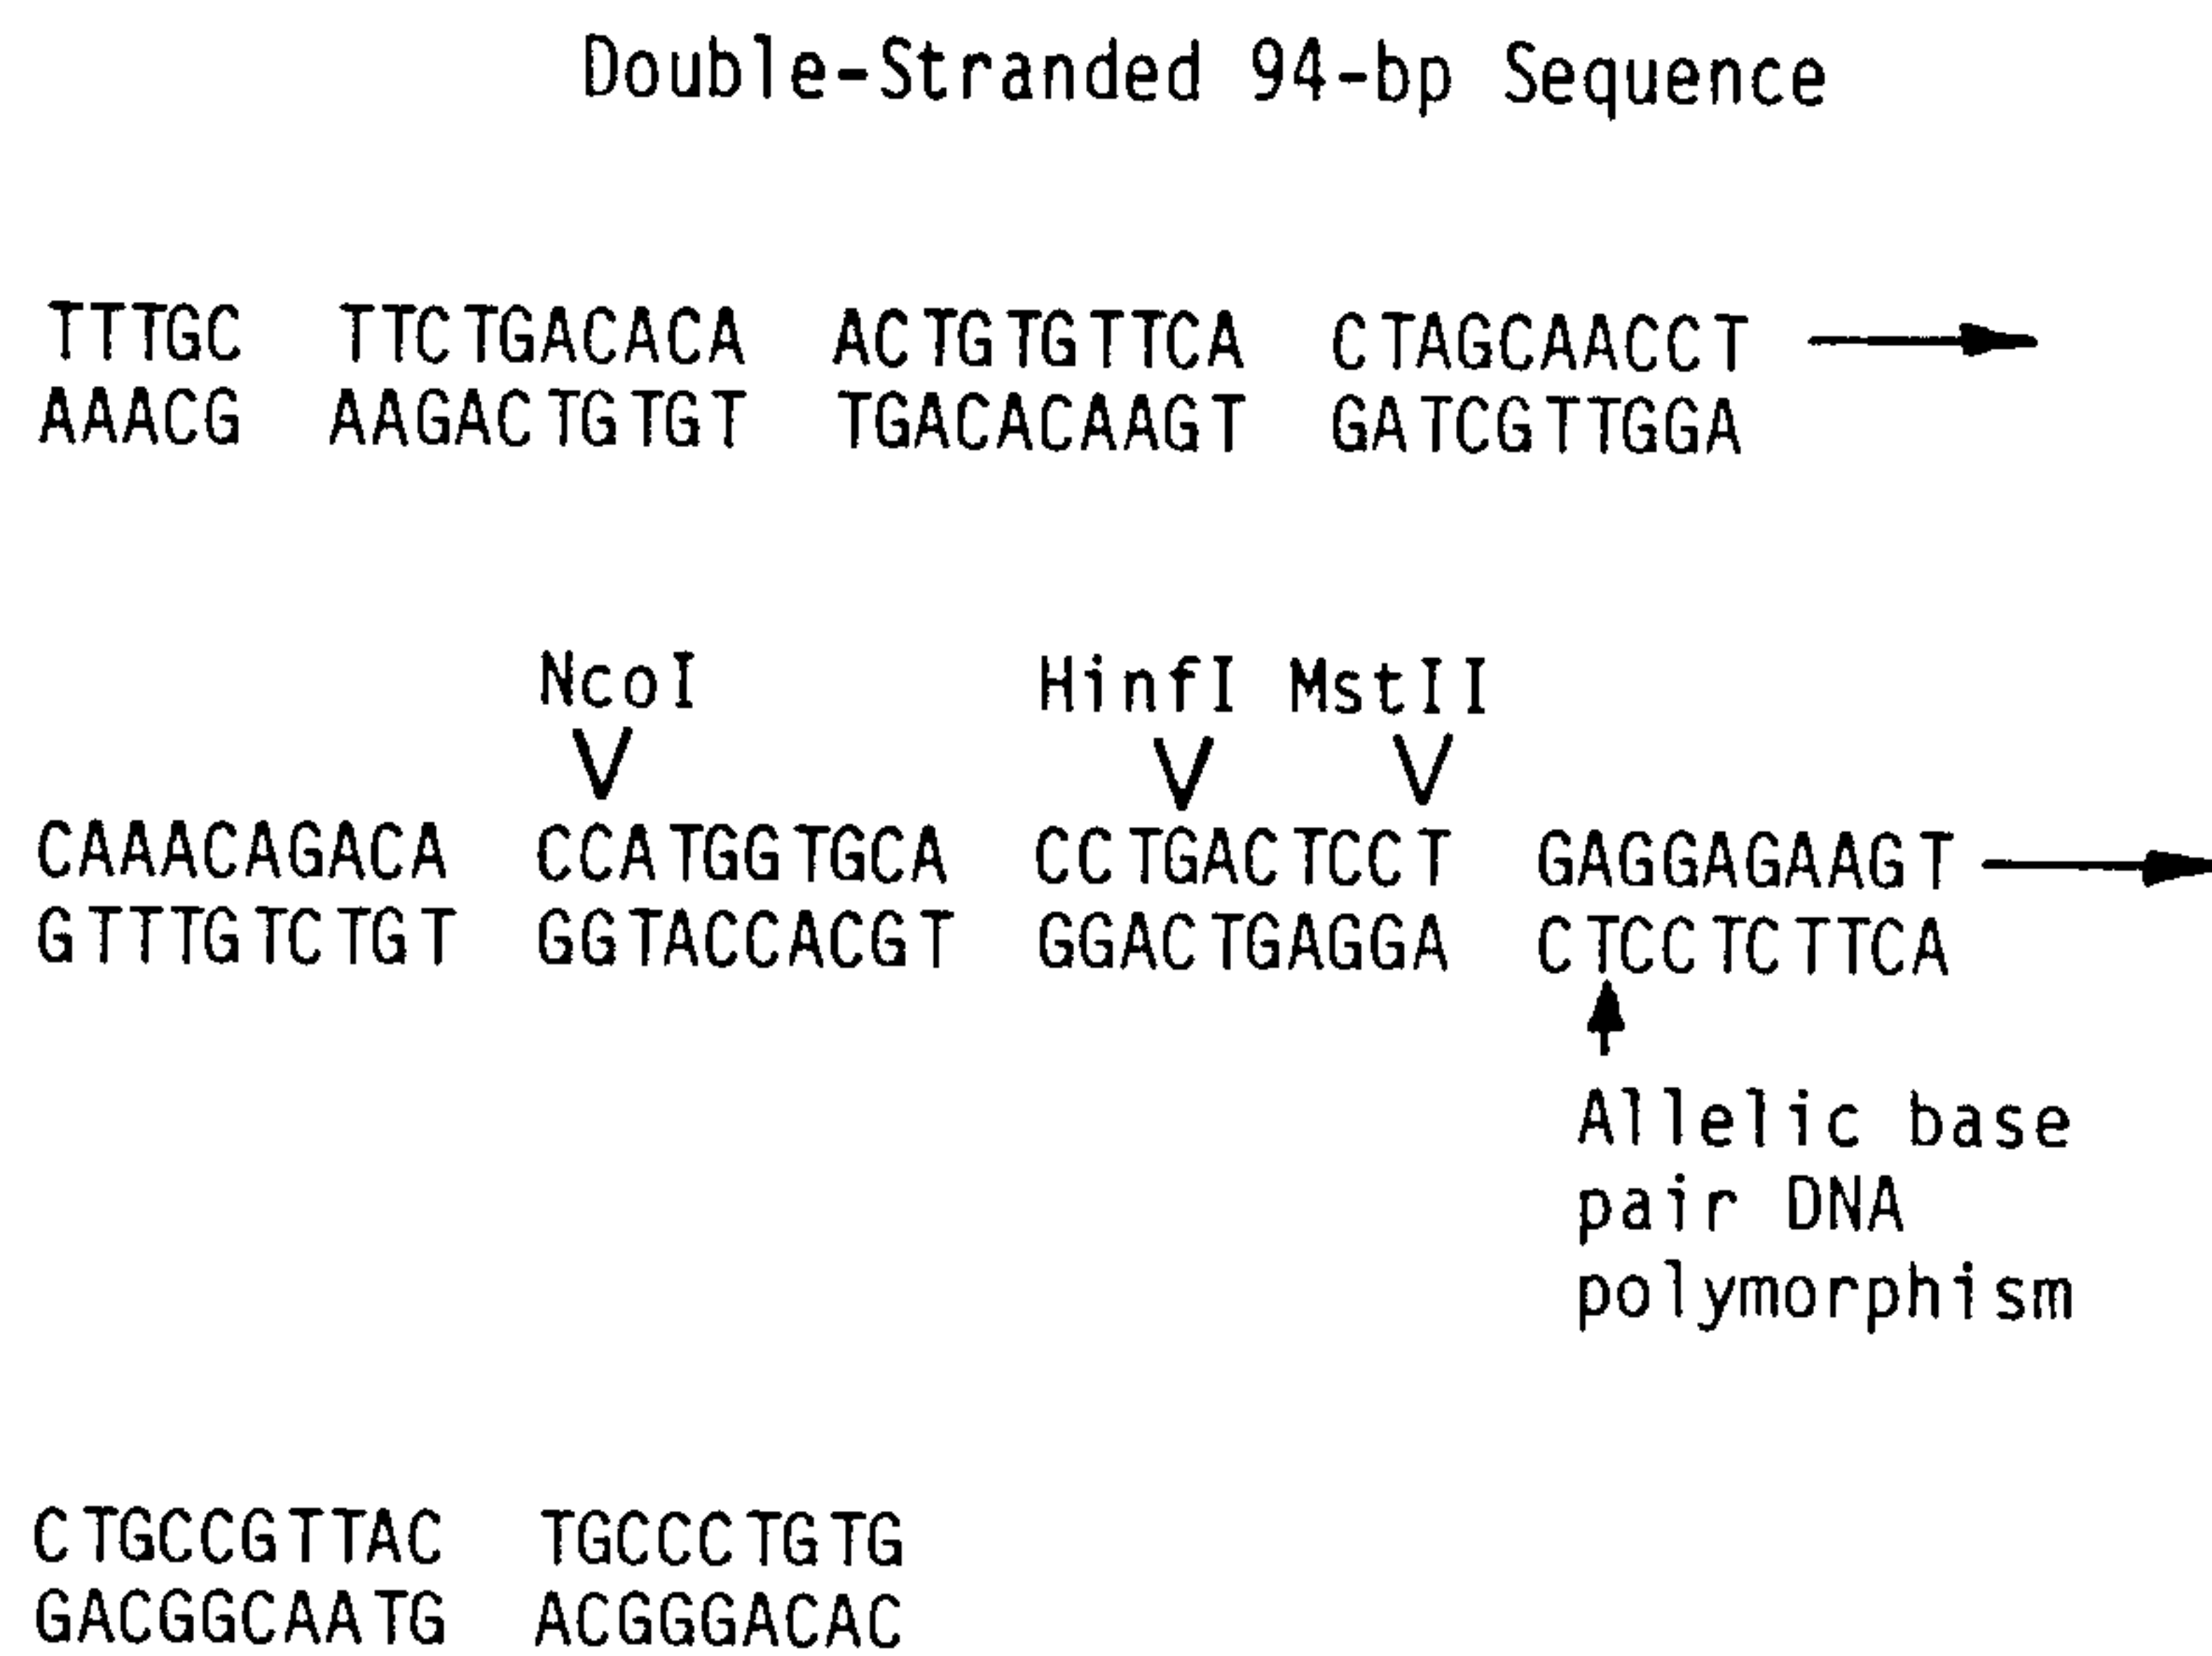 Double-Stranded 94-bp Sequence
TTTGC TTCTGACACA ACTGTGTTCA CTAGCAACCT
AAACG AAGACTGTGT TGACACAAGT GATCGTTGGA
NcoI HinfI MstII
CAAACAGACA CCATGGTGCA CCTGACTCCT GAGGAGAAGT
GTTTGTCTGT GGTACCACGT GGACTGAGGA CTCCTCTTCA
Allelic base
pair DNA
polymorphism
CTGCCGTTAC TGCCCTGTG
GACGGCAATG ACGGGACAC